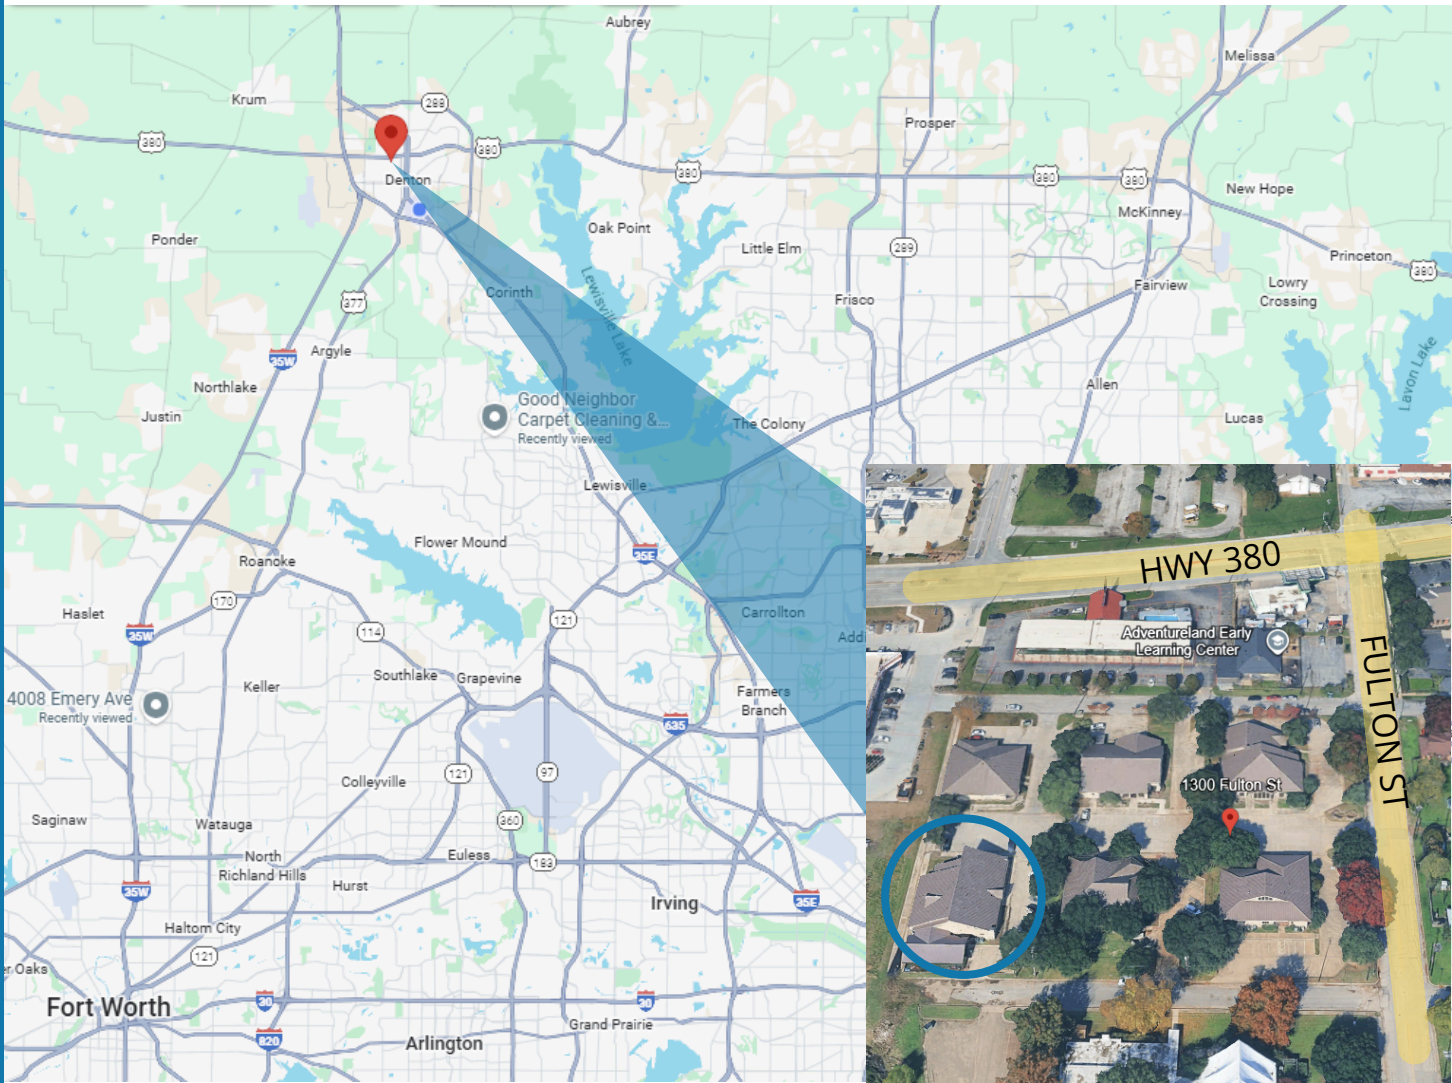 Aubrey
Melissa
Krum
288
Prosper
380
380
380
380
380
Denton
New Hope
McKinney
Oak Point
Ponder
Little Elm
289
Princeton
380
Lewisville Lake
Corinth
Fairview
Lowry
Crossing
377
Frisco
35W
Argyle
Northlake
Allen
Lavon Lake
Justin
Good Neighbor
Carpet Cleaning &...
Recently viewed
The Colony
Lucas
Lewisville
Flower Mound
35E
Roanoke
HWY 380
170
Haslet
121
Carrollton
35W
114
Addi
Adventureland Early
Learning Center
FULTON ST
Southlake
Grapevine
Keller
4008 Emery Ave
Recently viewed
Farmers
Branch
635
121
97
Colleyville
1300 Fulton St
Saginaw
Watauga
360
North
Richland Hills
Euless
183
Hurst
35W
Irving
35E
Haltom City
121
er Oaks
Fort Worth
30
30
Grand Prairie
820
Arlington